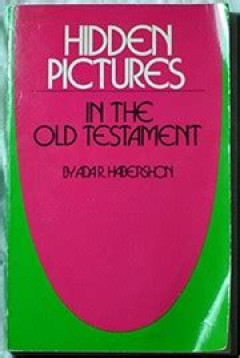 HIDDEN
PICTURES
IN THE
OLD TESTAMENT
BY ADA R. HABERSHON